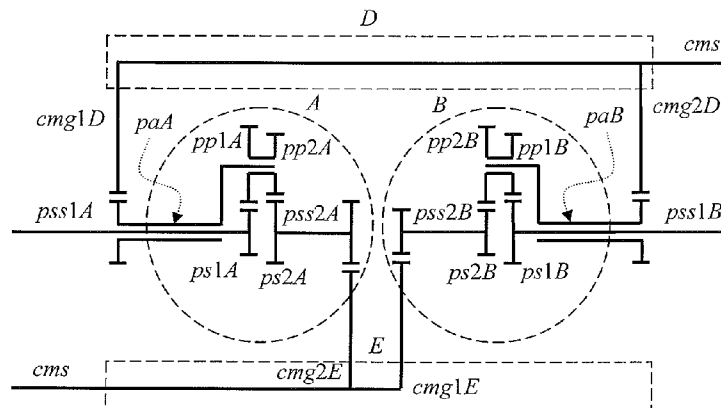 D
cms
cmg1D
paA
A
B
paB
cmg2D
pp1A
pp2A
pp2B
pp1B
pss1A
pss2A
pss2B
pss1B
ps1A
ps2A
ps2B
ps1B
E
cms
cmg2E
cmg1E